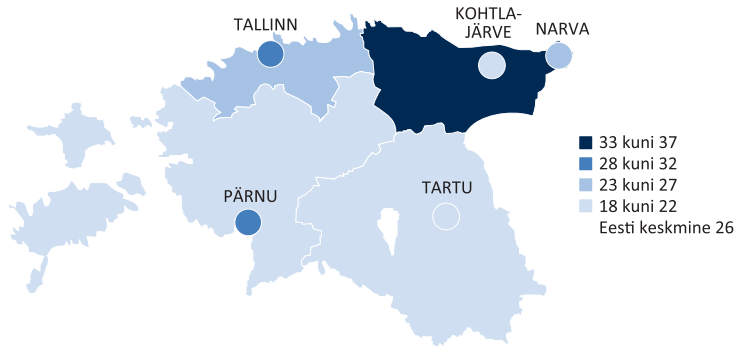 TALLINN
KOHTLA-
JÄRVE
NARVA
PÄRNU
TARTU
33 kuni 37
28 kuni 32
23 kuni 27
18 kuni 22
Eesti keskmine 26